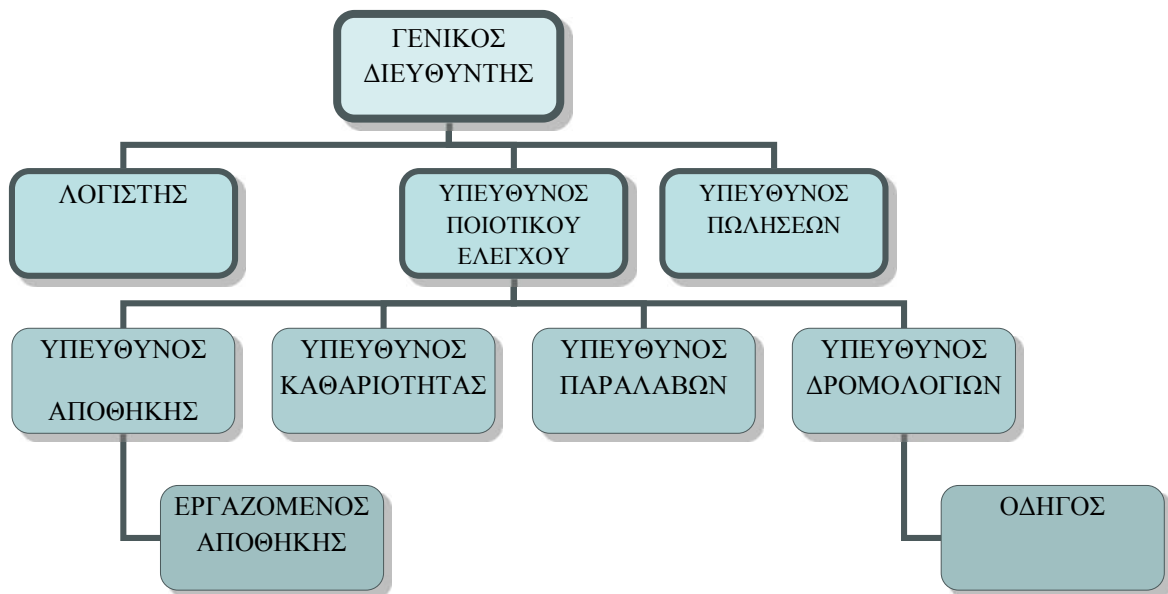 ΓΕΝΙΚΟΣ
ΔΙΕΥΘΥΝΤΗΣ
ΛΟΓΙΣΤΗΣ
ΥΠΕΥΘΥΝΟΣ
ΠΟΙΟΤΙΚΟΥ
ΕΛΕΓΧΟΥ
ΥΠΕΥΘΥΝΟΣ
ΠΩΛΗΣΕΩΝ
ΥΠΕΥΘΥΝΟΣ
ΑΠΟΘΗΚΗΣ
ΥΠΕΥΘΥΝΟΣ
ΚΑΘΑΡΙΟΤΗΤΑΣ
ΥΠΕΥΘΥΝΟΣ
ΠΑΡΑΛΑΒΩΝ
ΥΠΕΥΘΥΝΟΣ
ΔΡΟΜΟΛΟΓΙΩΝ
ΕΡΓΑΖΟΜΕΝΟΣ
ΑΠΟΘΗΚΗΣ
ΟΔΗΓΟΣ